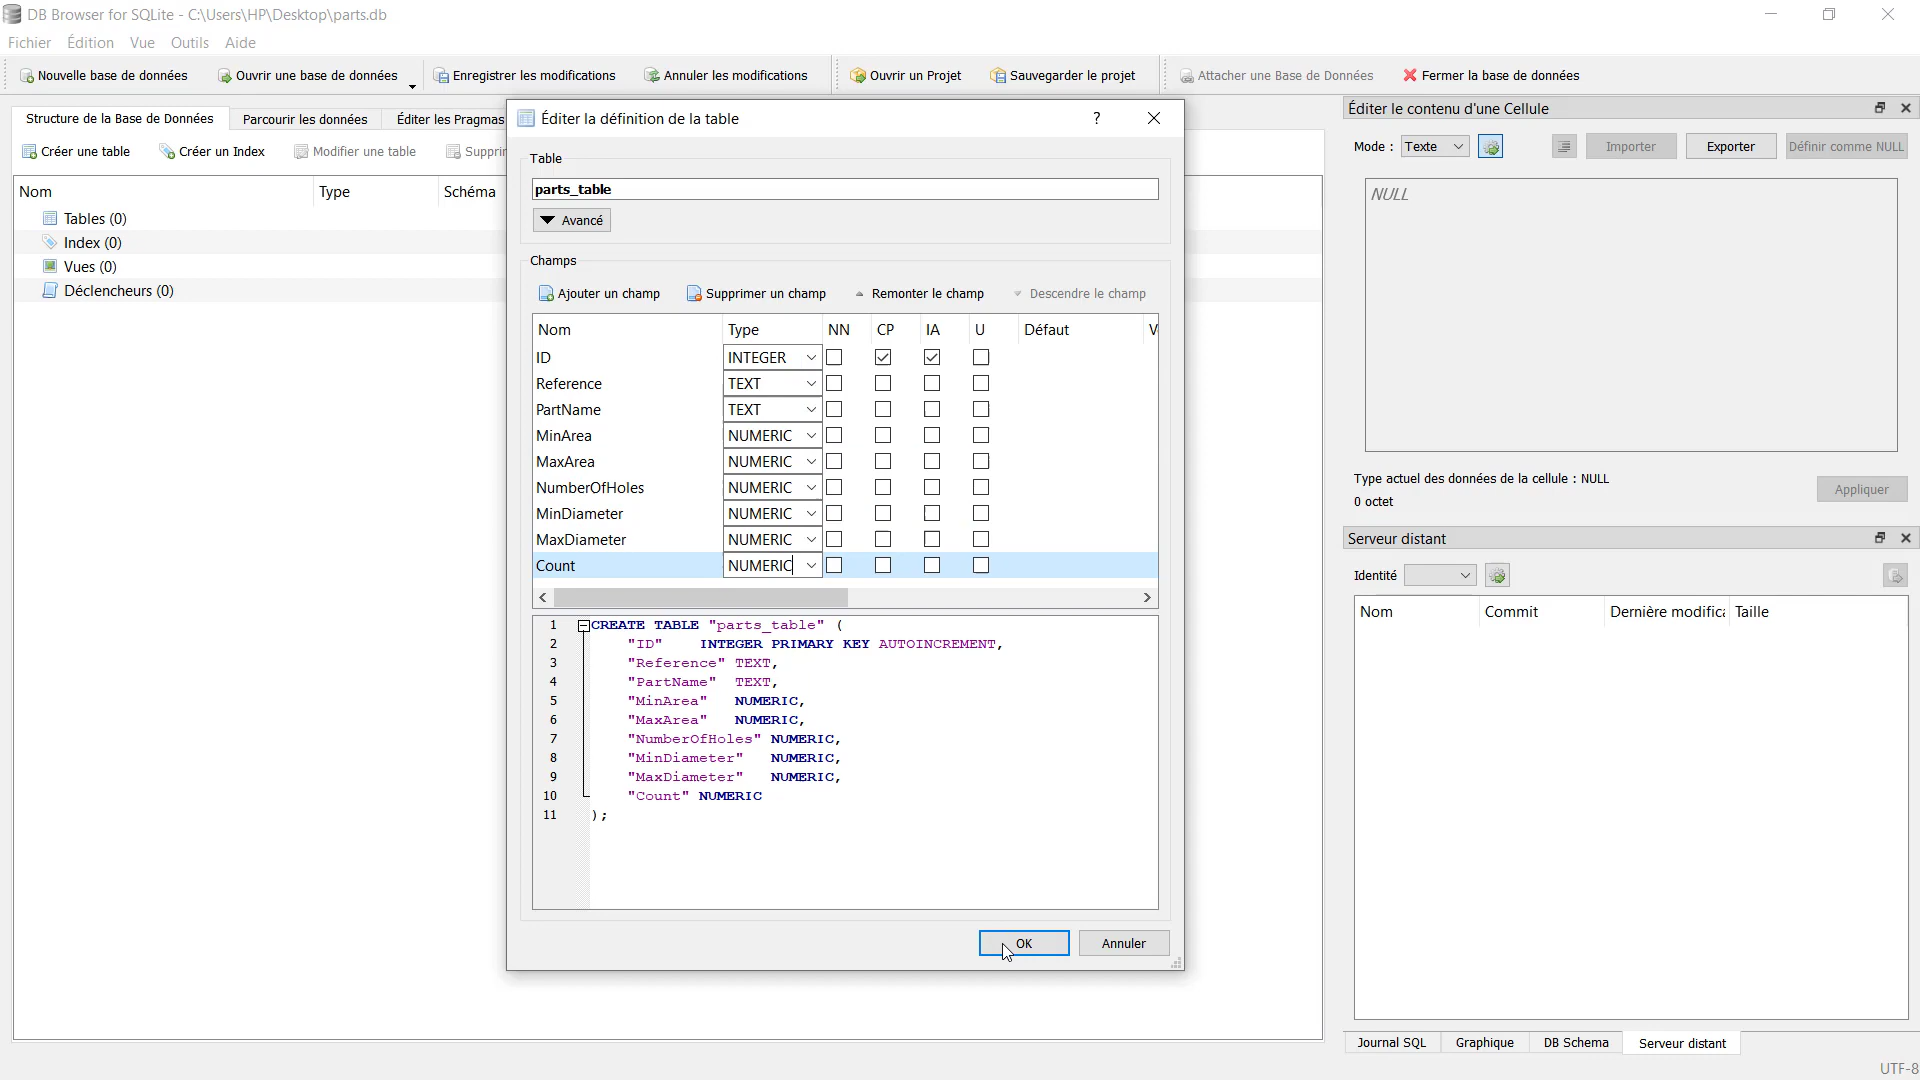 DB Browser for SQLite - C:\Users\HP\Desktop\parts.db
Fichier Édition Vue Outils Aide
Nouvelle base de données Ouvrir une base de données Enregistrer les modifications Annuler les modifications Ouvrir un Projet Sauvegarder le projet Attacher une Base de Données Fermer la base de données
Structure de la Base de Données Parcourir les données Éditer les Pragmas
Créer une table Créer un Index Modifier une table Supprin
Nom Type Schéma
Tables (0)
Index (0)
Vues (0)
Déclencheurs (0)
Éditer la définition de la table ?
Table
parts_table
Avancé
Champs
Ajouter un champ Supprimer un champ Remonter le champ Descendre le champ
Nom Type NN CP IA U Défaut V
ID INTEGER
Reference TEXT
PartName TEXT
MinArea NUMERIC
MaxArea NUMERIC
NumberOfHoles NUMERIC
MinDiameter NUMERIC
MaxDiameter NUMERIC
Count NUMERIC
1 CREATE TABLE "parts_table" (
2 "ID" INTEGER PRIMARY KEY AUTOINCREMENT,
3 "Reference" TEXT,
4 "PartName" TEXT,
5 "MinArea" NUMERIC,
6 "MaxArea" NUMERIC,
7 "NumberOfHoles" NUMERIC,
8 "MinDiameter" NUMERIC,
9 "MaxDiameter" NUMERIC,
10 "Count" NUMERIC
11 );
OK Annuler
Éditer le contenu d'une Cellule
Mode : Texte Importer Exporter Définir comme NULL
NULL
Type actuel des données de la cellule : NULL
0 octet
Appliquer
Serveur distant
Identité
Nom Commit Dernière modific Taille
Journal SQL Graphique DB Schema Serveur distant
UTF-8